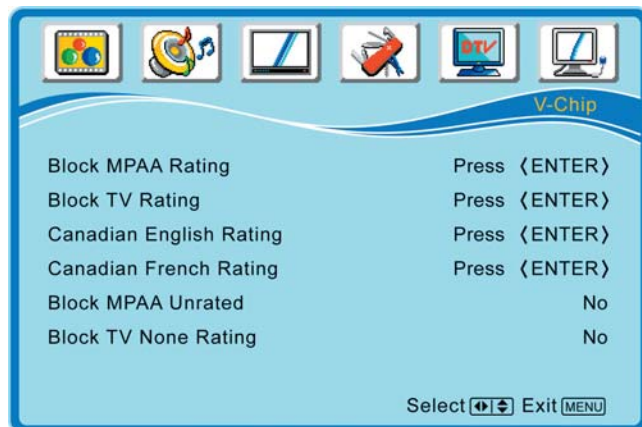 DTV
V-Chip
Block MPAA Rating Press 《ENTER》
Block TV Rating Press 《ENTER》
Canadian English Rating Press 《ENTER》
Canadian French Rating Press 《ENTER》
Block MPAA Unrated No
Block TV None Rating No
Select Exit MENU